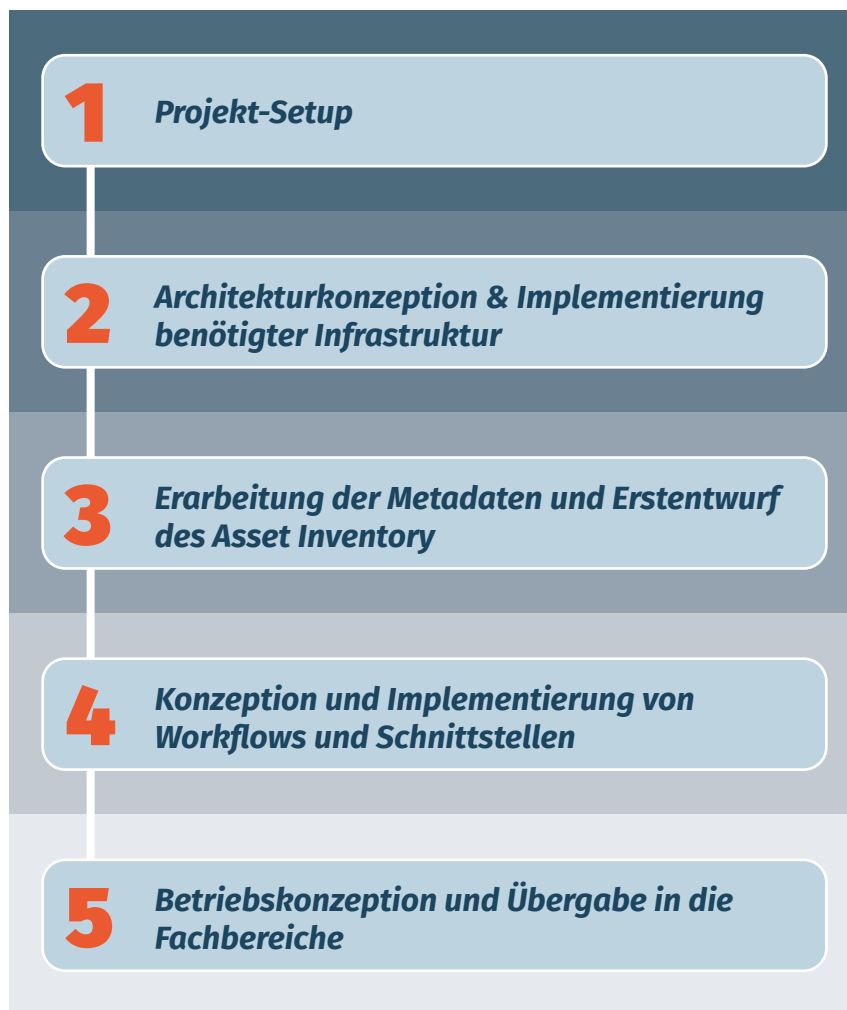 1
Projekt-Setup
2
Architekturkonzeption & Implementierung
benötigter Infrastruktur
3
Erarbeitung der Metadaten und Erstentwurf
des Asset Inventory
4
Konzeption und Implementierung von
Workflows und Schnittstellen
5
Betriebskonzeption und Übergabe in die
Fachbereiche